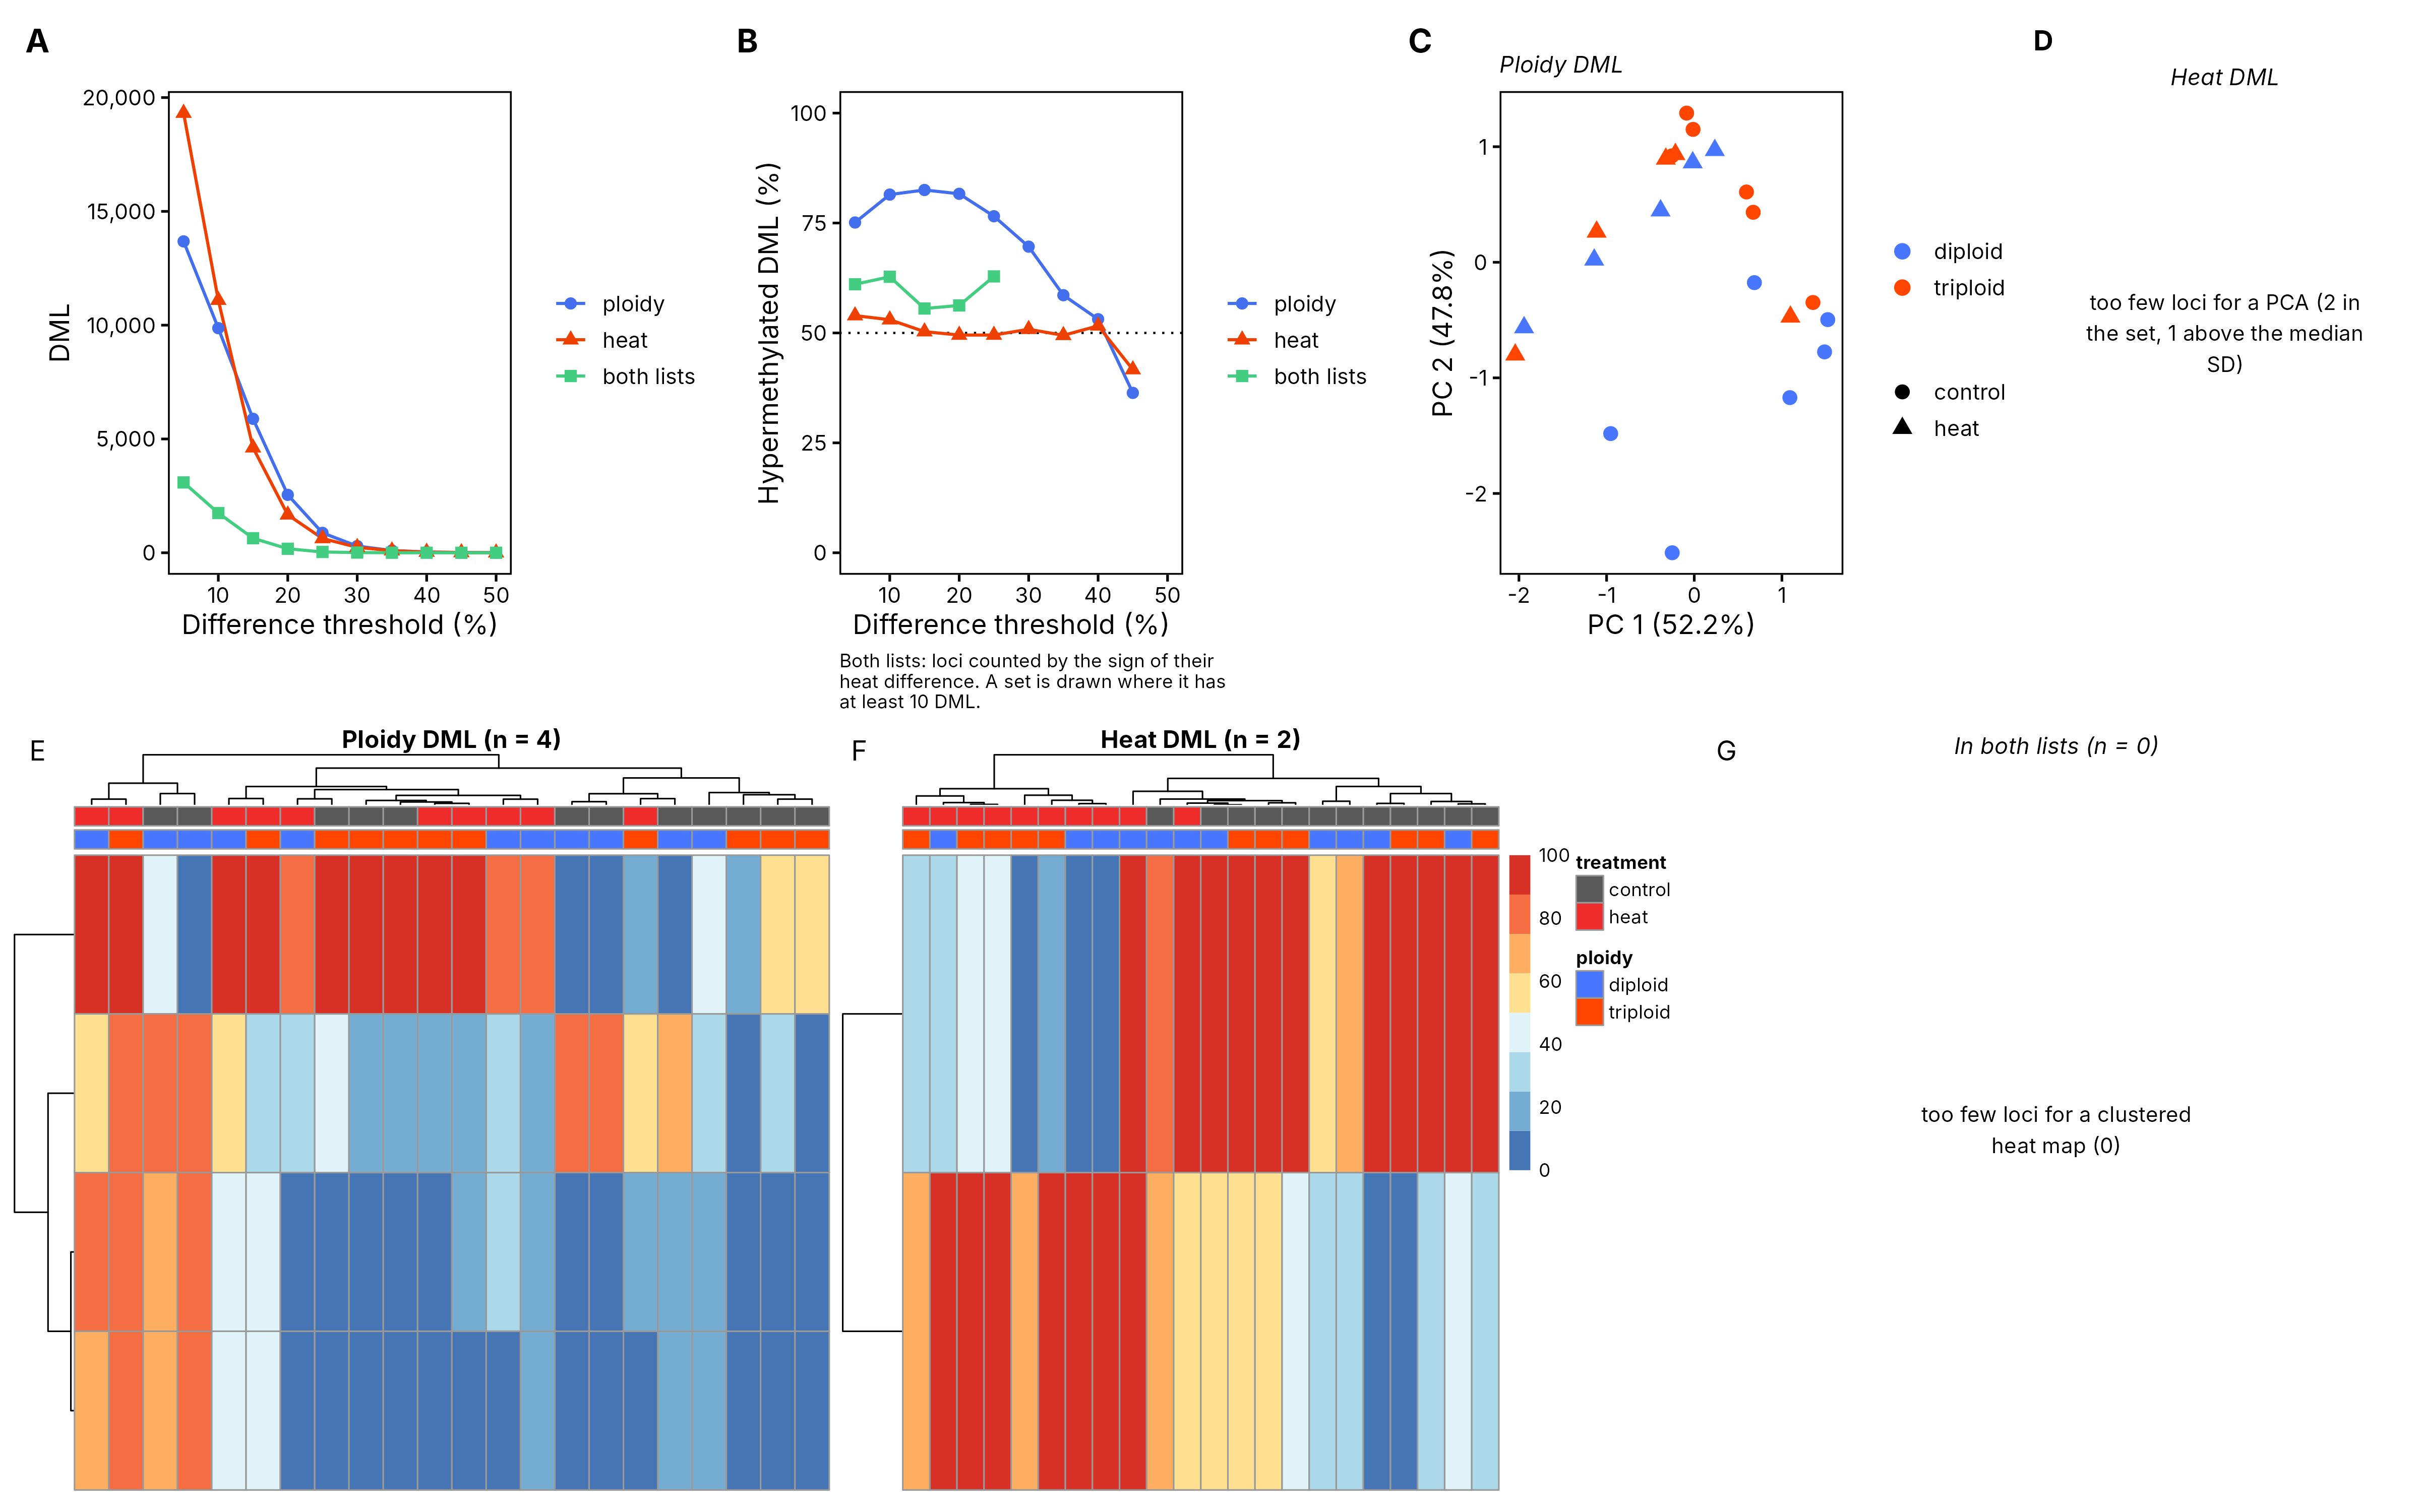 A
20,000
15,000
10,000
5,000
0
DML
10 20 30 40 50
Difference threshold (%)
ploidy
heat
both lists
B
100
75
50
25
0
Hypermethylated DML (%)
10 20 30 40 50
Difference threshold (%)
Both lists: loci counted by the sign of their
heat difference. A set is drawn where it has
at least 10 DML.
ploidy
heat
both lists
C
Ploidy DML
1
0
-1
-2
PC 2 (47.8%)
-2 -1 0 1
PC 1 (52.2%)
diploid
triploid
control
heat
D
Heat DML
too few loci for a PCA (2 in
the set, 1 above the median
SD)
E
Ploidy DML (n = 4)
F
Heat DML (n = 2)
100
80
60
40
20
0
treatment
control
heat
ploidy
diploid
triploid
G
In both lists (n = 0)
too few loci for a clustered
heat map (0)